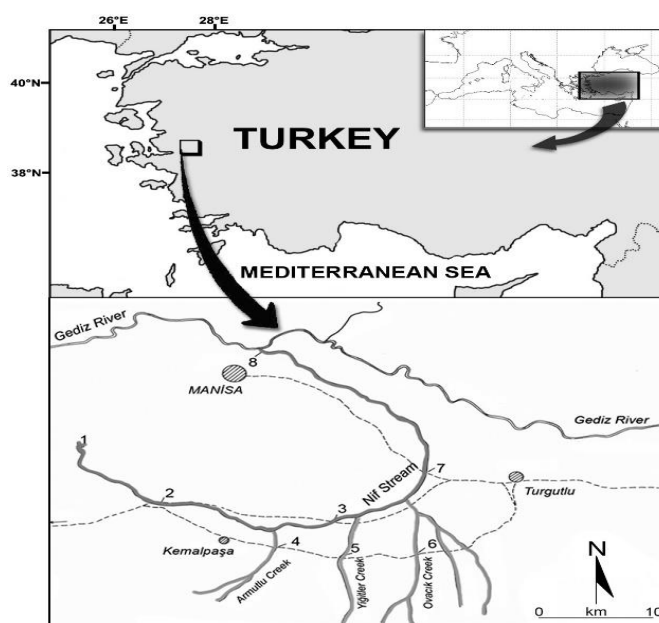 26°E
28°E
40°N
38°N
TURKEY
MEDITERRANEAN SEA
Gediz River
8
MANİSA
Gediz River
1
2
3
Nif Stream
7
Turgutlu
Kemalpaşa
4
5
6
Armutlu Creek
Yiğitler Creek
Ovacık Creek
N
0 km 10